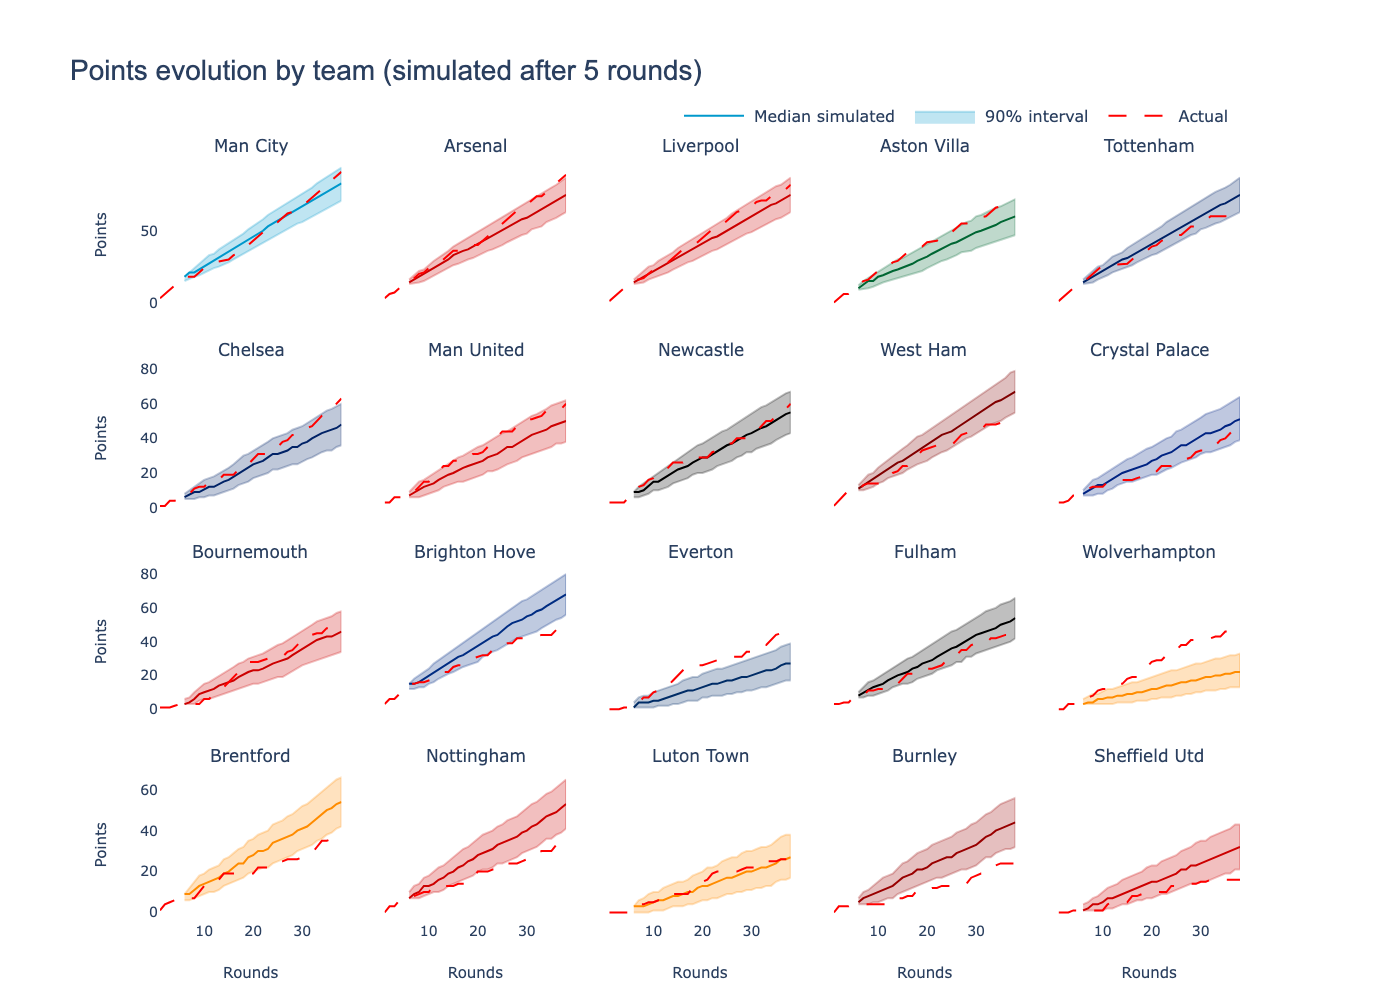 Points evolution by team (simulated after 5 rounds)
Median simulated 90% interval Actual
Man City Arsenal Liverpool Aston Villa Tottenham
Points
50
0
Chelsea Man United Newcastle West Ham Crystal Palace
Points
80
60
40
20
0
Bournemouth Brighton Hove Everton Fulham Wolverhampton
Points
80
60
40
20
0
Brentford Nottingham Luton Town Burnley Sheffield Utd
Points
60
40
20
0
10 20 30 10 20 30 10 20 30 10 20 30 10 20 30
Rounds Rounds Rounds Rounds Rounds